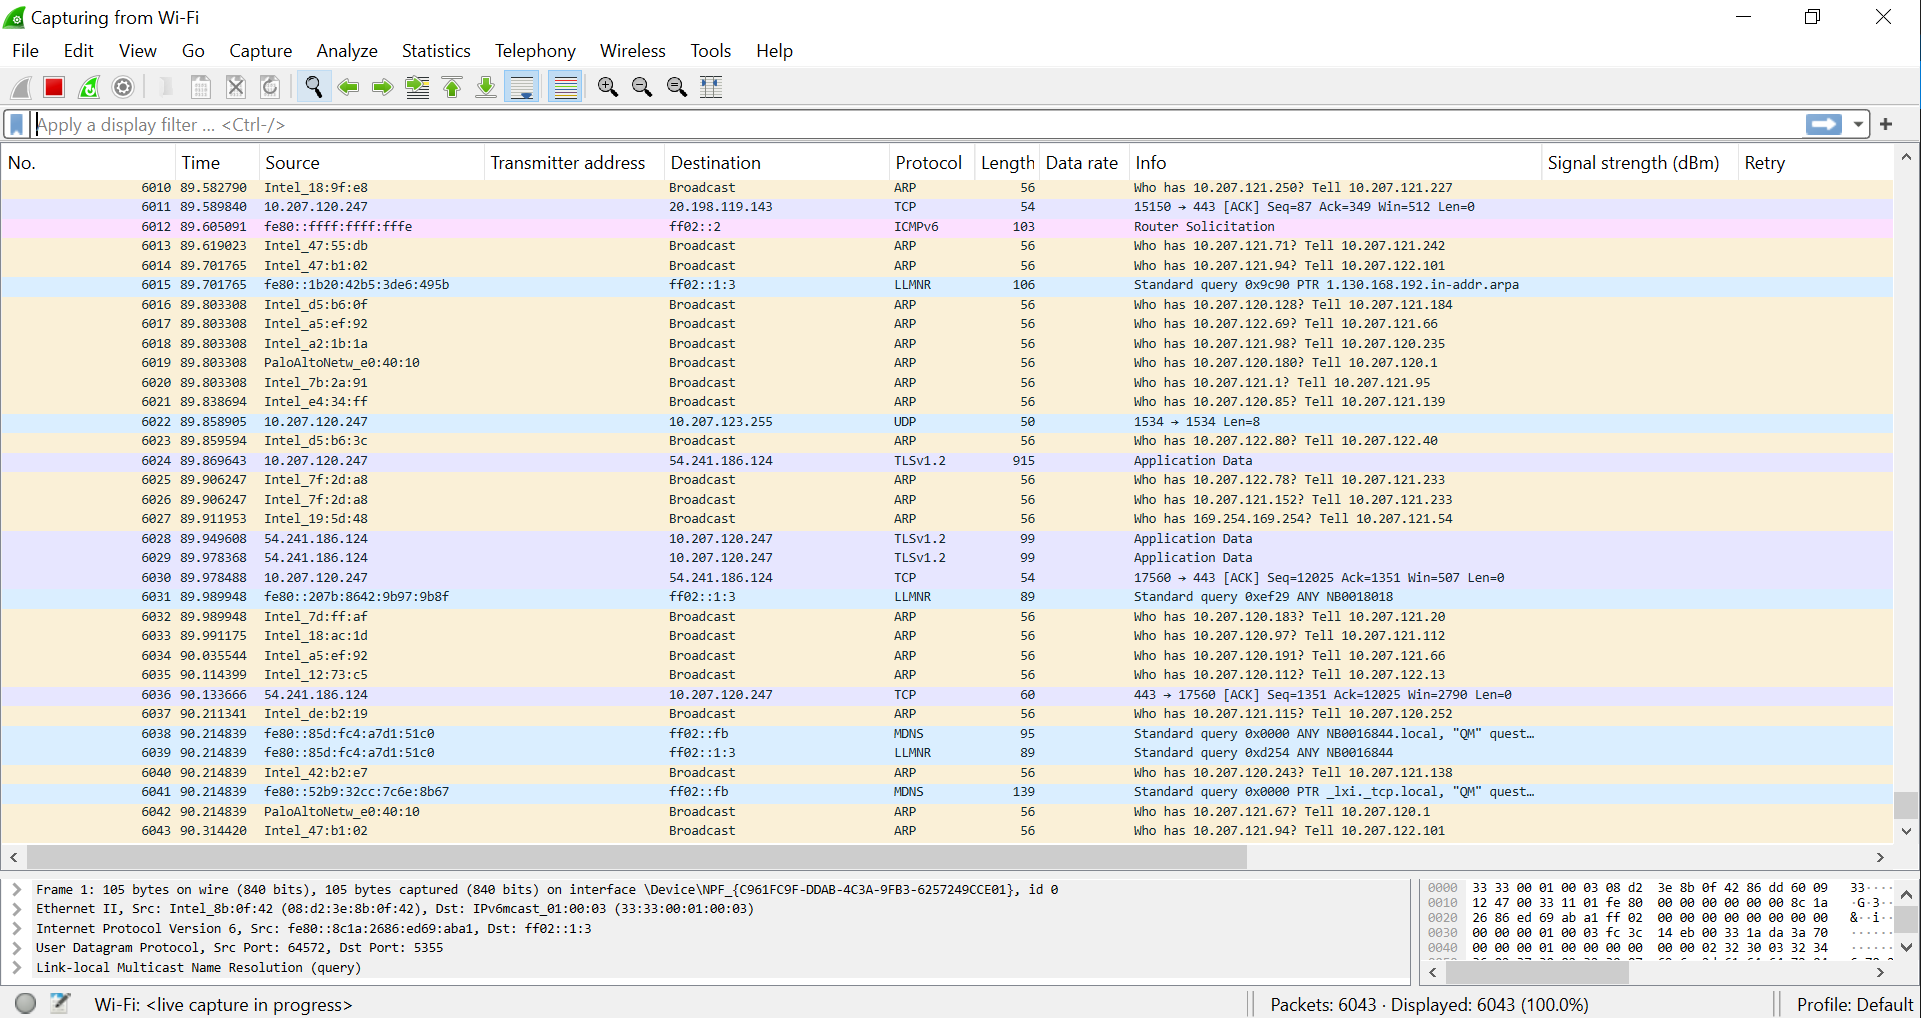 Capturing from Wi-Fi
File Edit View Go Capture Analyze Statistics Telephony Wireless Tools Help
Apply a display filter ... <Ctrl-/>
No. Time Source Transmitter address Destination Protocol Length Data rate Info Signal strength (dBm) Retry
6010 89.582790 Intel_18:9f:e8 Broadcast ARP 56 Who has 10.207.121.250? Tell 10.207.121.227
6011 89.589840 10.207.120.247 20.198.119.143 TCP 54 15150 → 443 [ACK] Seq=87 Ack=349 Win=512 Len=0
6012 89.605091 fe80::ffff:ffff:fffe ff02::2 ICMPv6 103 Router Solicitation
6013 89.619023 Intel_47:55:db Broadcast ARP 56 Who has 10.207.121.71? Tell 10.207.121.242
6014 89.701765 Intel_47:b1:02 Broadcast ARP 56 Who has 10.207.121.94? Tell 10.207.122.101
6015 89.701765 fe80::1b20:42b5:3de6:495b ff02::1:3 LLMNR 106 Standard query 0x9c90 PTR 1.130.168.192.in-addr.arpa
6016 89.803308 Intel_d5:b6:0f Broadcast ARP 56 Who has 10.207.120.128? Tell 10.207.121.184
6017 89.803308 Intel_a5:ef:92 Broadcast ARP 56 Who has 10.207.122.69? Tell 10.207.121.66
6018 89.803308 Intel_a2:1b:1a Broadcast ARP 56 Who has 10.207.121.98? Tell 10.207.120.235
6019 89.803308 PaloAltoNetw_e0:40:10 Broadcast ARP 56 Who has 10.207.120.180? Tell 10.207.120.1
6020 89.803308 Intel_7b:2a:91 Broadcast ARP 56 Who has 10.207.121.1? Tell 10.207.121.95
6021 89.838694 Intel_e4:34:ff Broadcast ARP 56 Who has 10.207.120.85? Tell 10.207.121.139
6022 89.858905 10.207.120.247 10.207.123.255 UDP 50 1534 → 1534 Len=8
6023 89.859594 Intel_d5:b6:3c Broadcast ARP 56 Who has 10.207.122.80? Tell 10.207.122.40
6024 89.869643 10.207.120.247 54.241.186.124 TLSv1.2 915 Application Data
6025 89.906247 Intel_7f:2d:a8 Broadcast ARP 56 Who has 10.207.122.78? Tell 10.207.121.233
6026 89.906247 Intel_7f:2d:a8 Broadcast ARP 56 Who has 10.207.121.152? Tell 10.207.121.233
6027 89.911953 Intel_19:5d:48 Broadcast ARP 56 Who has 169.254.169.254? Tell 10.207.121.54
6028 89.949608 54.241.186.124 10.207.120.247 TLSv1.2 99 Application Data
6029 89.978368 54.241.186.124 10.207.120.247 TLSv1.2 99 Application Data
6030 89.978488 10.207.120.247 54.241.186.124 TCP 54 17560 → 443 [ACK] Seq=12025 Ack=1351 Win=507 Len=0
6031 89.989948 fe80::207b:8642:9b97:9b8f ff02::1:3 LLMNR 89 Standard query 0xef29 ANY NB0018018
6032 89.989948 Intel_7d:ff:af Broadcast ARP 56 Who has 10.207.120.183? Tell 10.207.121.20
6033 89.991175 Intel_18:ac:1d Broadcast ARP 56 Who has 10.207.120.97? Tell 10.207.121.112
6034 90.035544 Intel_a5:ef:92 Broadcast ARP 56 Who has 10.207.120.191? Tell 10.207.121.66
6035 90.114399 Intel_12:73:c5 Broadcast ARP 56 Who has 10.207.120.112? Tell 10.207.122.13
6036 90.133666 54.241.186.124 10.207.120.247 TCP 60 443 → 17560 [ACK] Seq=1351 Ack=12025 Win=2790 Len=0
6037 90.211341 Intel_de:b2:19 Broadcast ARP 56 Who has 10.207.121.115? Tell 10.207.120.252
6038 90.214839 fe80::85d:fc4:a7d1:51c0 ff02::fb MDNS 95 Standard query 0x0000 ANY NB0016844.local, "QM" quest…
6039 90.214839 fe80::85d:fc4:a7d1:51c0 ff02::1:3 LLMNR 89 Standard query 0xd254 ANY NB0016844
6040 90.214839 Intel_42:b2:e7 Broadcast ARP 56 Who has 10.207.120.243? Tell 10.207.121.138
6041 90.214839 fe80::52b9:32cc:7c6e:8b67 ff02::fb MDNS 139 Standard query 0x0000 PTR _lxi._tcp.local, "QM" quest…
6042 90.214839 PaloAltoNetw_e0:40:10 Broadcast ARP 56 Who has 10.207.121.67? Tell 10.207.120.1
6043 90.314420 Intel_47:b1:02 Broadcast ARP 56 Who has 10.207.121.94? Tell 10.207.122.101
Frame 1: 105 bytes on wire (840 bits), 105 bytes captured (840 bits) on interface \Device\NPF_{C961FC9F-DDAB-4C3A-9FB3-6257249CCE01}, id 0
Ethernet II, Src: Intel_8b:0f:42 (08:d2:3e:8b:0f:42), Dst: IPv6mcast_01:00:03 (33:33:00:01:00:03)
Internet Protocol Version 6, Src: fe80::8c1a:2686:ed69:aba1, Dst: ff02::1:3
User Datagram Protocol, Src Port: 64572, Dst Port: 5355
Link-local Multicast Name Resolution (query)
0000 33 33 00 01 00 03 08 d2 3e 8b 0f 42 86 dd 60 09 33····
0010 12 47 00 33 11 01 fe 80 00 00 00 00 00 00 8c 1a ·G·3··
0020 26 86 ed 69 ab a1 ff 02 00 00 00 00 00 00 00 00 &··i··
0030 00 00 00 01 00 03 fc 3c 14 eb 00 33 1a da 3a 70 ······
0040 00 00 00 01 00 00 00 00 00 00 02 32 30 03 32 34 ······
Wi-Fi: <live capture in progress>
Packets: 6043 · Displayed: 6043 (100.0%)
Profile: Default